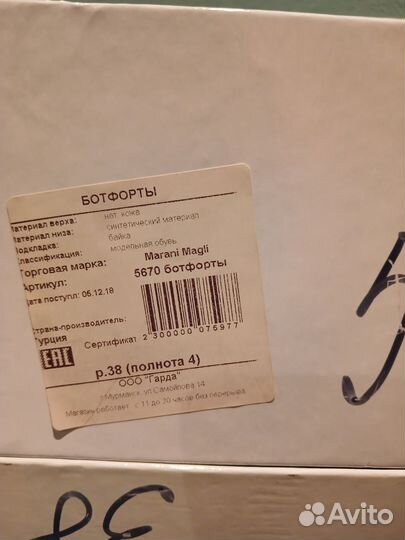 БОТФОРТЫ
Материал верха: нат. кожа
Материал низа: синтетический материал
Подкладка: байка
Классификация: модельная обувь
Торговая марка: Marani Magli
Артикул: 5670 ботфорты
Дата поступл: 05.12.18
Страна-производитель:
Турция
Сертификат 2 300000 075977
EAC
р.38 (полнота 4)
ООО "Гарда"
г.Мурманск, ул.Самойлова 14
Магазин работает с 11 до 20 часов без перерыва
38
Avito